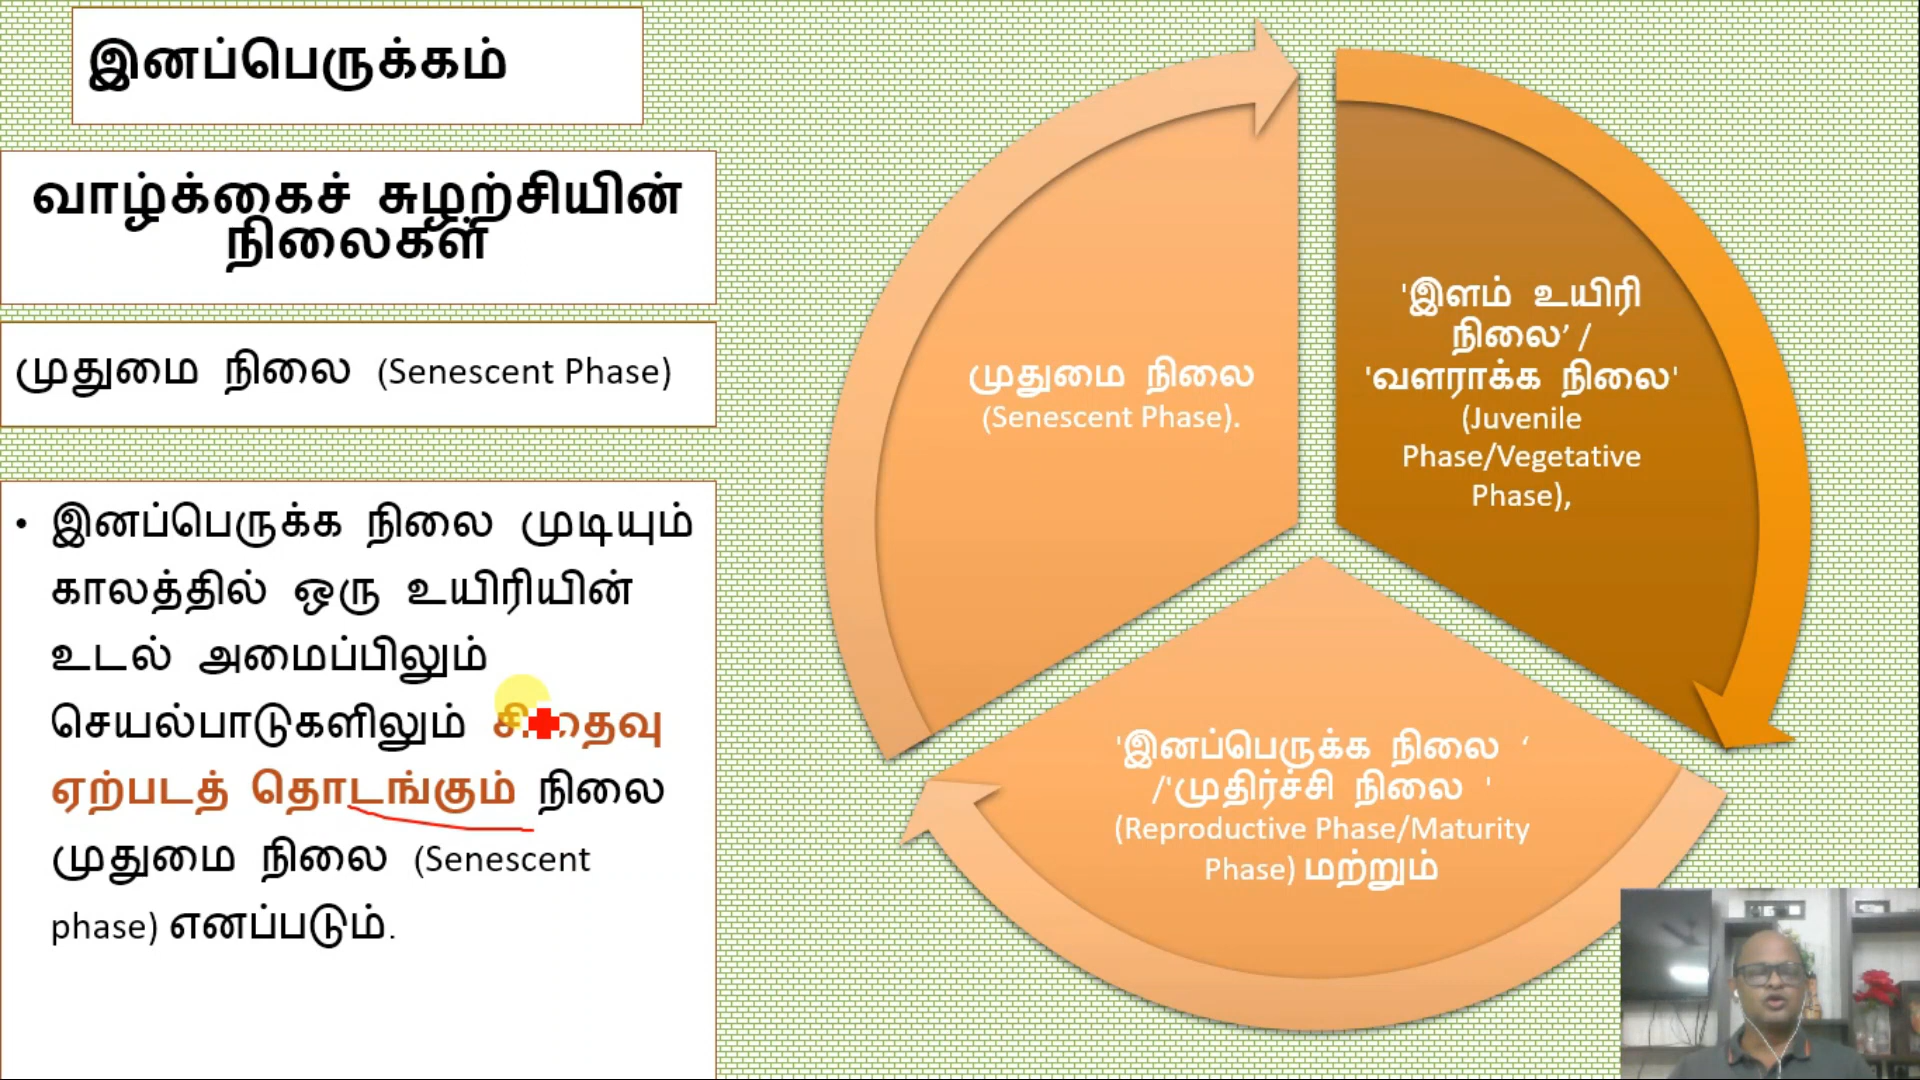 இனப்பெருக்கம்
வாழ்க்கைச் சுழற்சியின்
நிலைகள்
முதுமை நிலை (Senescent Phase)
• இனப்பெருக்க நிலை முடியும்
காலத்தில் ஒரு உயிரியின்
உடல் அமைப்பிலும்
செயல்பாடுகளிலும்
ஏற்படத் தொடங்கும் நிலை
முதுமை நிலை (Senescent
phase) எனப்படும்.
முதுமை நிலை
(Senescent Phase).
'இளம் உயிரி
நிலை’ /
'வளராக்க நிலை'
(Juvenile
Phase/Vegetative
Phase),
'இனப்பெருக்க நிலை ‘
/'முதிர்ச்சி நிலை '
(Reproductive Phase/Maturity
Phase) மற்றும்